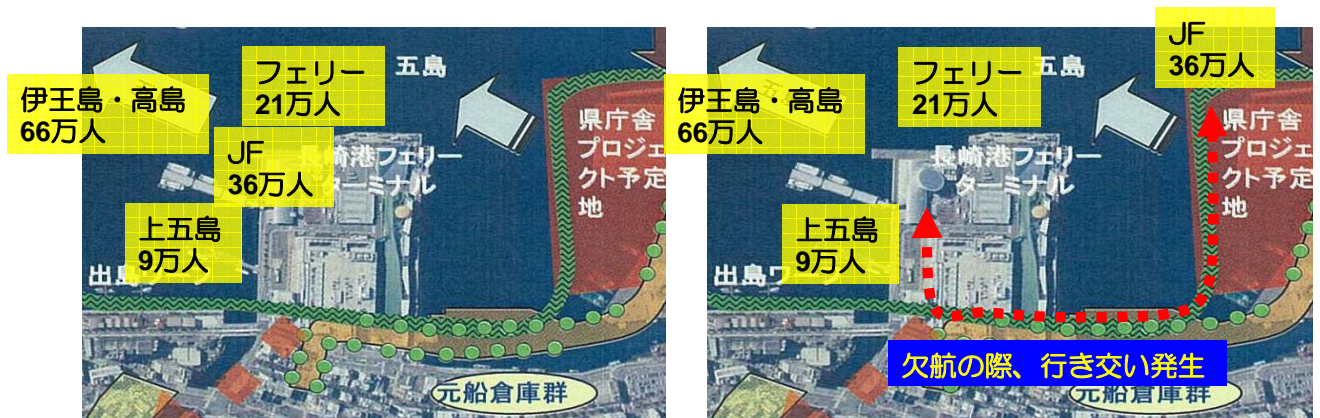 五島
フェリー
21万人
伊王島・高島
66万人
JF
36万人
長崎港フェリー
ターミナル
上五島
9万人
県庁舎
プロジェ
クト予定
地
元船倉庫群
JF
36万人
フェリー
21万人
五島
伊王島・高島
66万人
長崎港フェリー
ターミナル
上五島
9万人
県庁舎
プロジェ
クト予定
地
欠航の際、行き交い発生
元船倉庫群